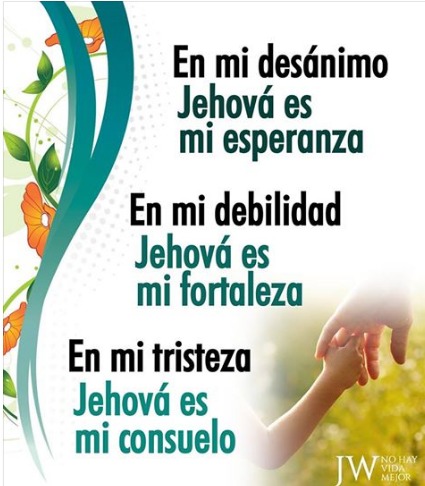 En mi desánimo
Jehová es
mi esperanza
En mi debilidad
Jehová es
mi fortaleza
En mi tristeza
Jehová es
mi consuelo
JW NO HAY
VIDA
MEJOR